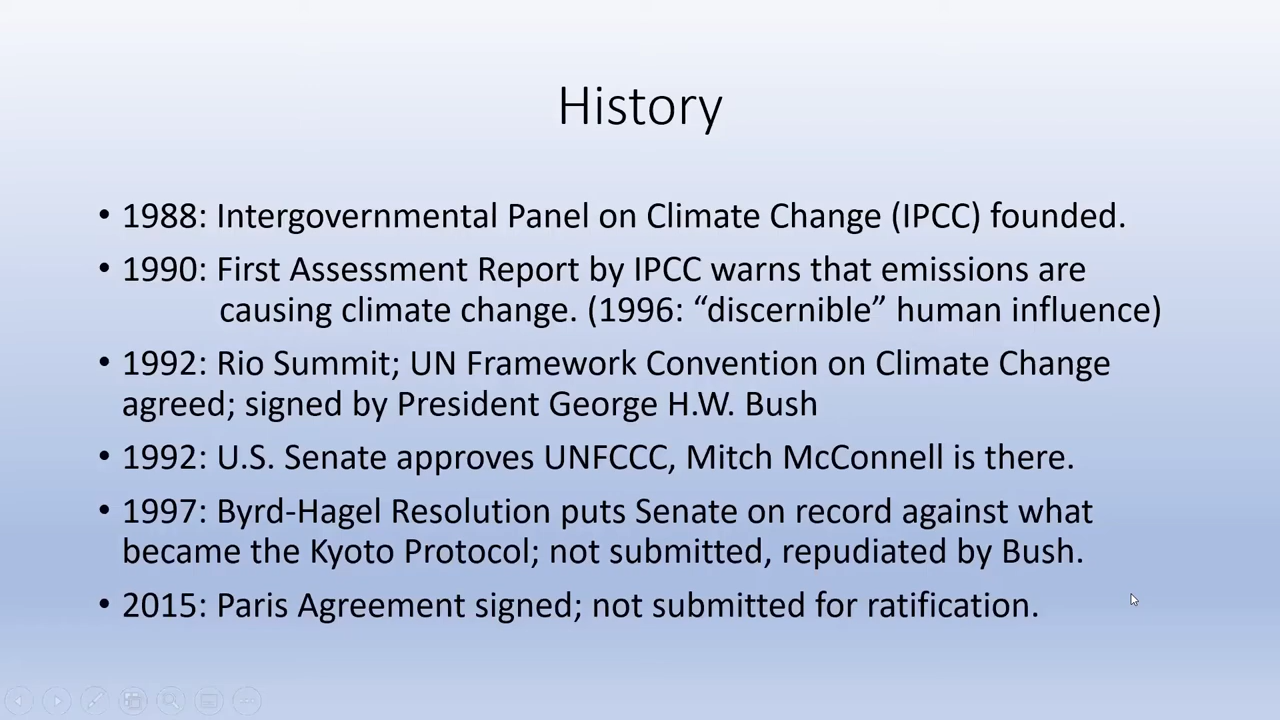 History
• 1988: Intergovernmental Panel on Climate Change (IPCC) founded.
• 1990: First Assessment Report by IPCC warns that emissions are
causing climate change. (1996: “discernible” human influence)
• 1992: Rio Summit; UN Framework Convention on Climate Change
agreed; signed by President George H.W. Bush
• 1992: U.S. Senate approves UNFCCC, Mitch McConnell is there.
• 1997: Byrd-Hagel Resolution puts Senate on record against what
became the Kyoto Protocol; not submitted, repudiated by Bush.
• 2015: Paris Agreement signed; not submitted for ratification.